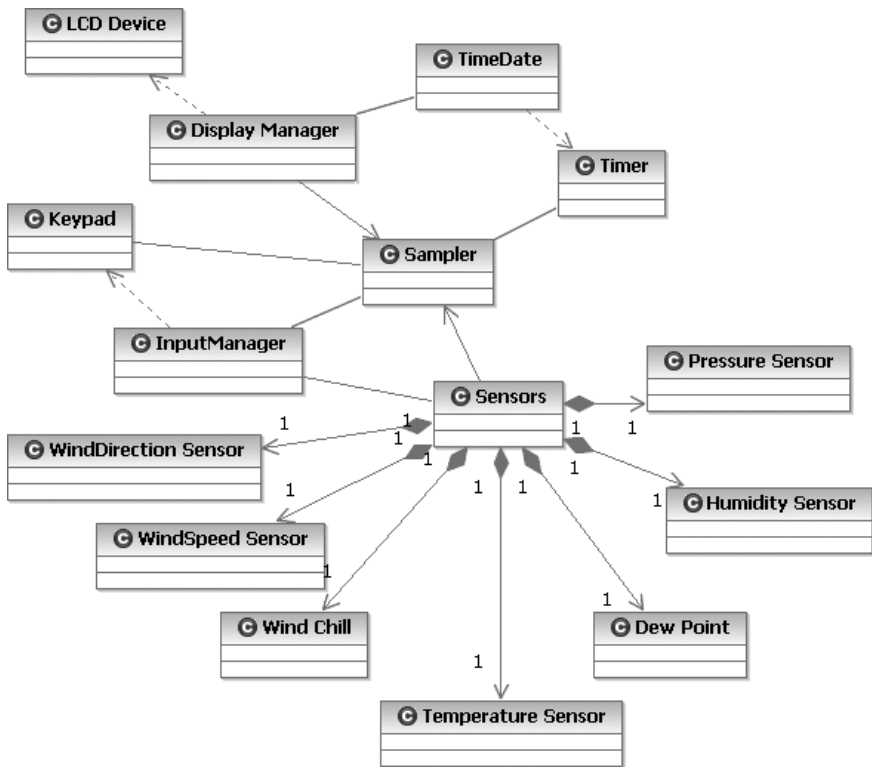 C LCD Device
C TimeDate
C Display Manager
C Timer
C Keypad
C Sampler
C InputManager
C Pressure Sensor
C Sensors
1
1
1
1
1
C WindDirection Sensor
1
1
1
1
1
1
C Humidity Sensor
C WindSpeed Sensor
1
1
C Wind Chill
C Dew Point
1
C Temperature Sensor